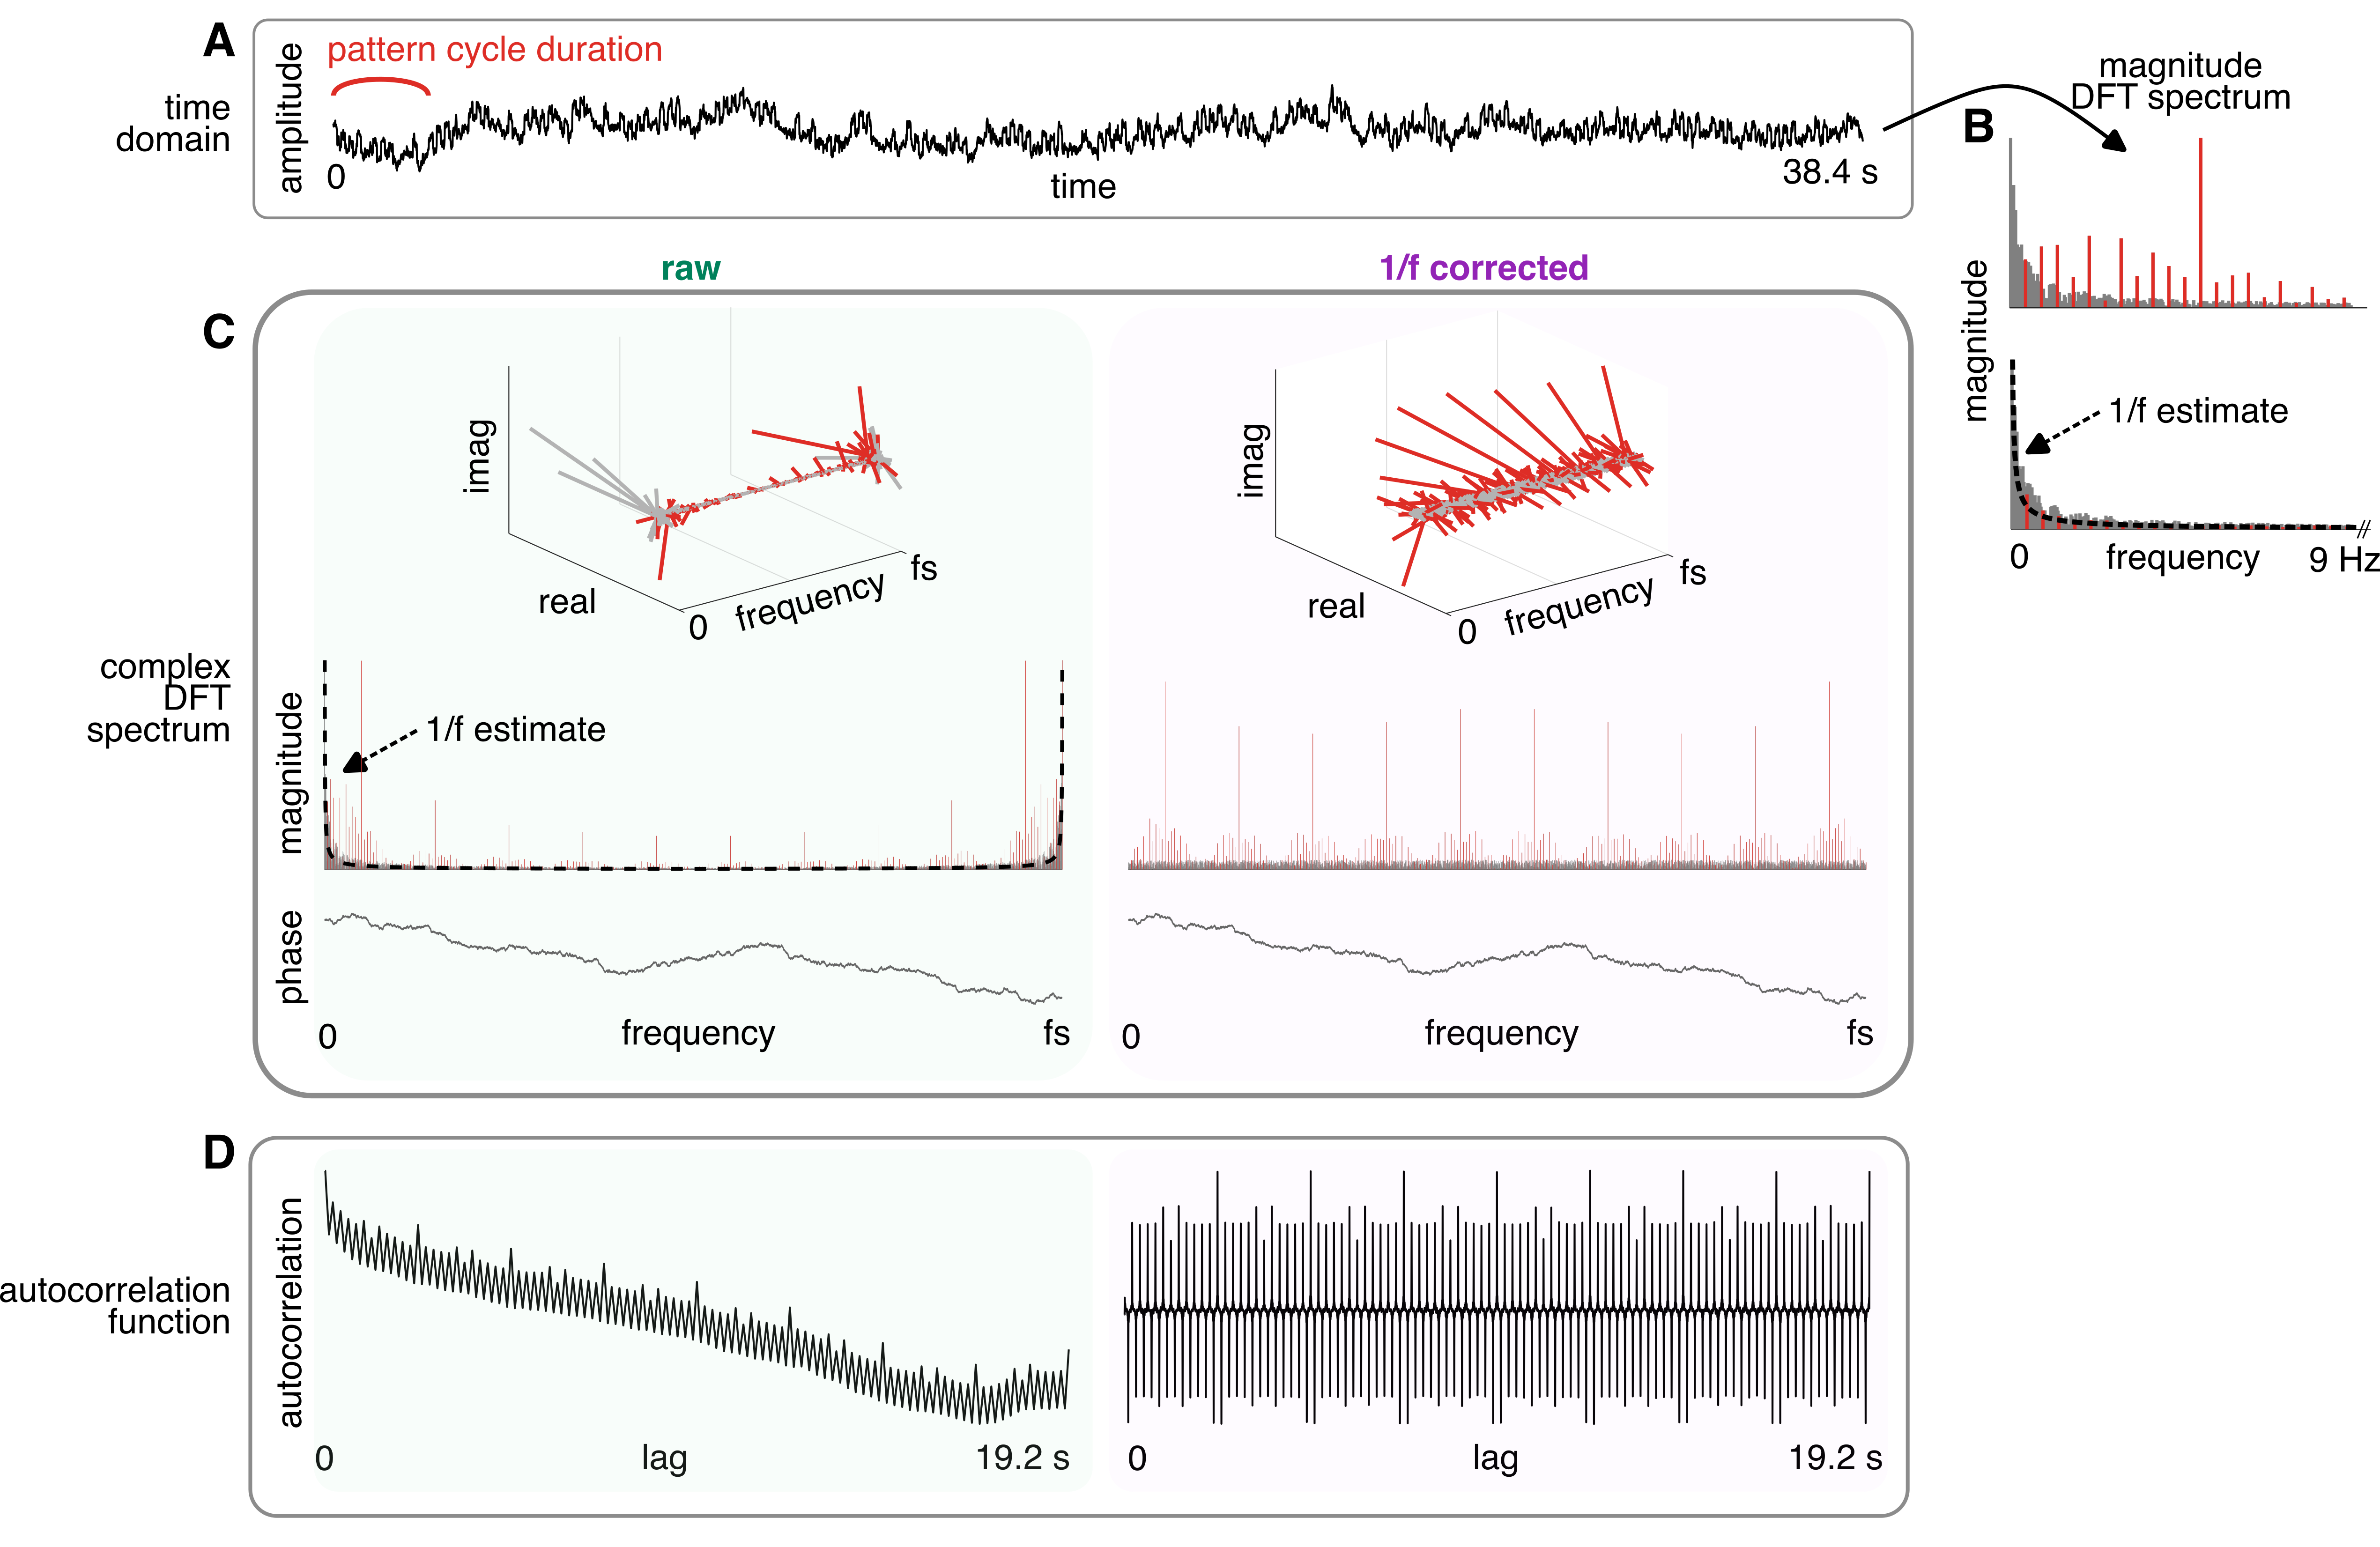 A
time
domain
amplitude
pattern cycle duration
0
time
38.4 s
magnitude
DFT spectrum
B
magnitude
1/f estimate
0
frequency
9 Hz
raw
1/f corrected
C
complex
DFT
spectrum
imag
real
0
frequency
fs
imag
real
0
frequency
fs
magnitude
1/f estimate
phase
0
frequency
fs
0
frequency
fs
D
autocorrelation
function
autocorrelation
0
lag
19.2 s
0
lag
19.2 s